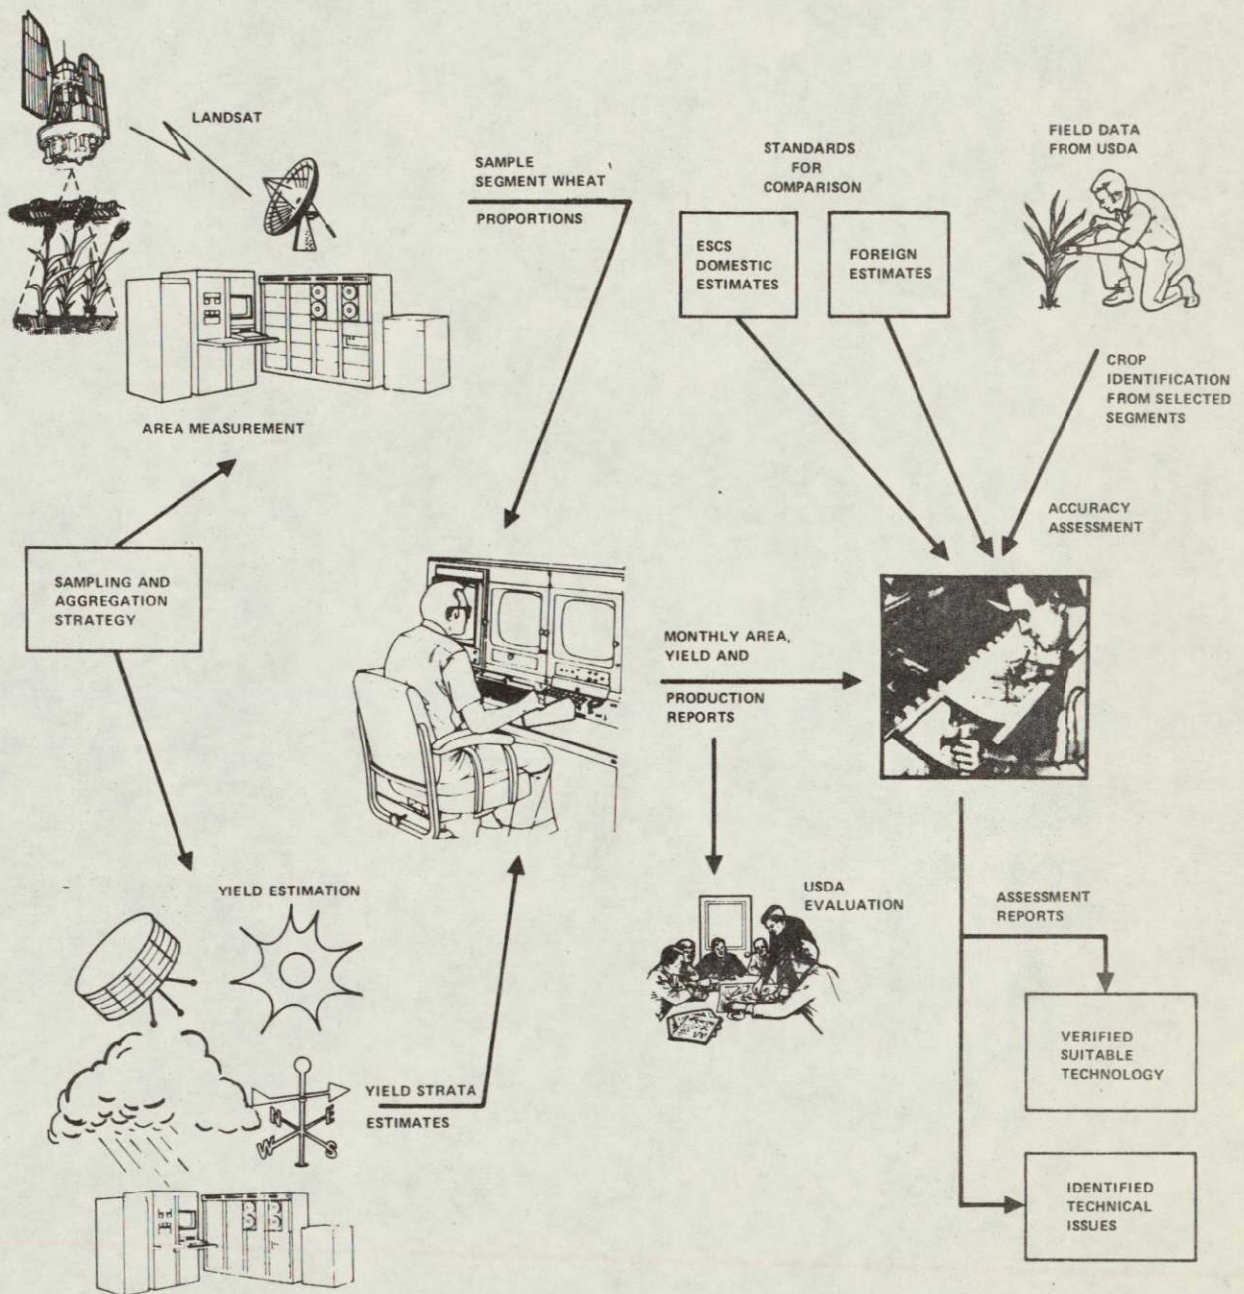 LANDSAT
AREA MEASUREMENT
SAMPLING AND
AGGREGATION
STRATEGY
SAMPLE
SEGMENT WHEAT
PROPORTIONS
STANDARDS
FOR
COMPARISON
ESCS
DOMESTIC
ESTIMATES
FOREIGN
ESTIMATES
FIELD DATA
FROM USDA
CROP
IDENTIFICATION
FROM SELECTED
SEGMENTS
ACCURACY
ASSESSMENT
MONTHLY AREA,
YIELD AND
PRODUCTION
REPORTS
YIELD ESTIMATION
N E
W S
YIELD STRATA
ESTIMATES
USDA
EVALUATION
ASSESSMENT
REPORTS
VERIFIED
SUITABLE
TECHNOLOGY
IDENTIFIED
TECHNICAL
ISSUES